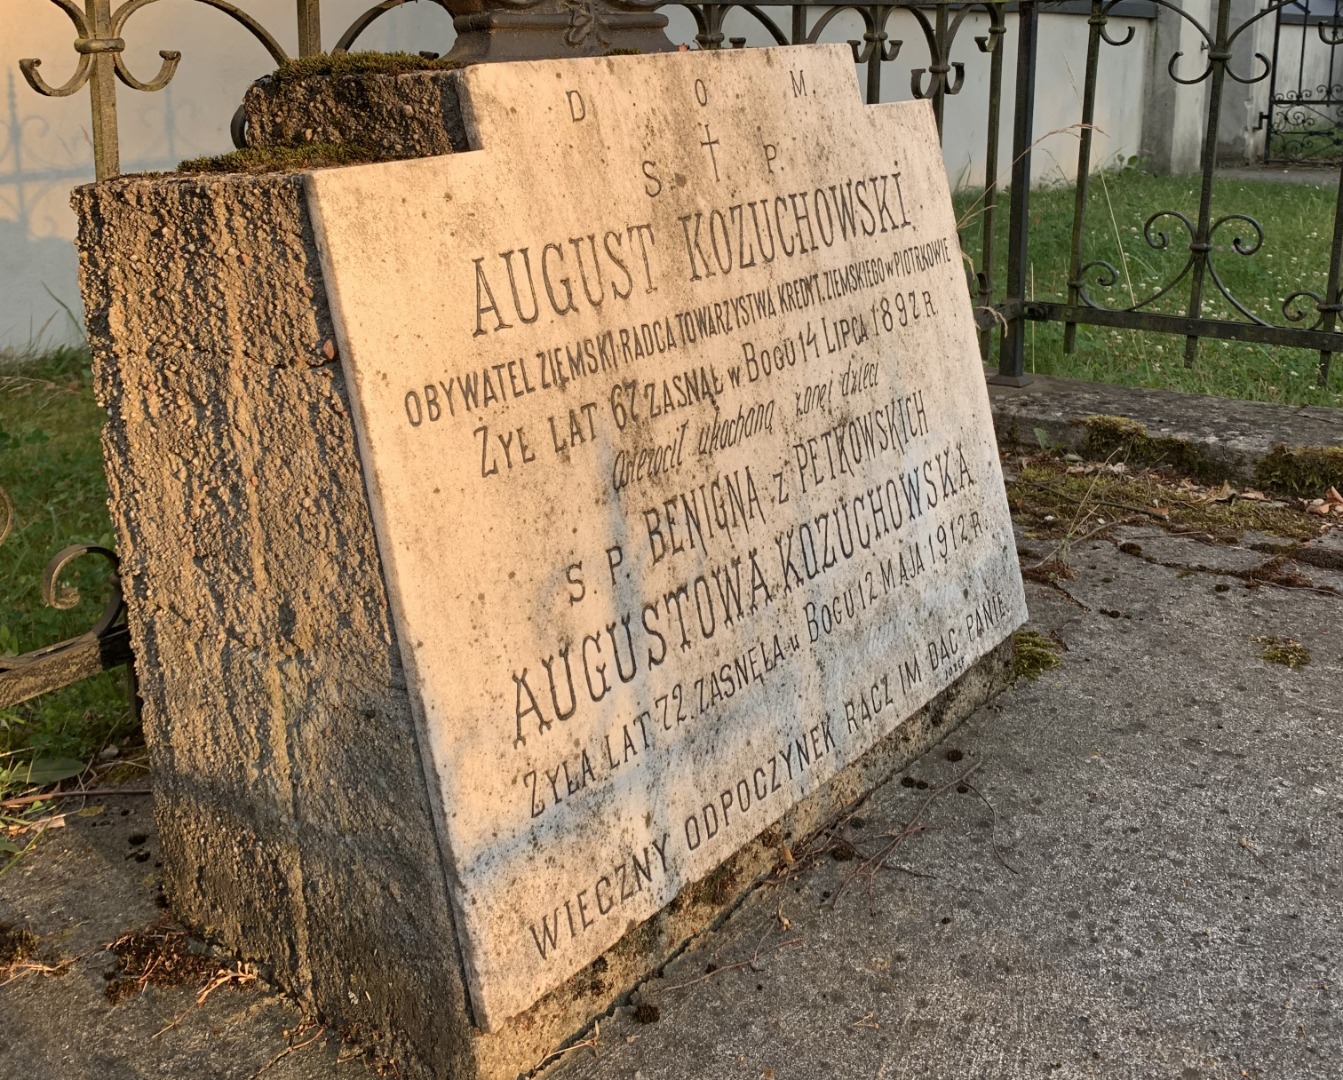 D. O. M.
S. † P.
AUGUST KOZUCHOWSKI,
OBYWATEL ZIEMSKI RADCA TOWARZYSTWA KREDYT. ZIEMSKIEGO w PIOTRKOWIE
ŻYŁ LAT 67 ZASNĄŁ w BOGU 14 LIPCA 1892 R.
Osierocił ukochaną żonę i dzieci
S. P. BENIGNA z PETKOWSKICH
AUGUSTOWA KOZUCHOWSKA
ŻYŁA LAT 72. ZASNĘŁA w BOGU 12 MAJA 1912 R.
WIECZNY ODPOCZYNEK RACZ IM DAĆ PANIE.